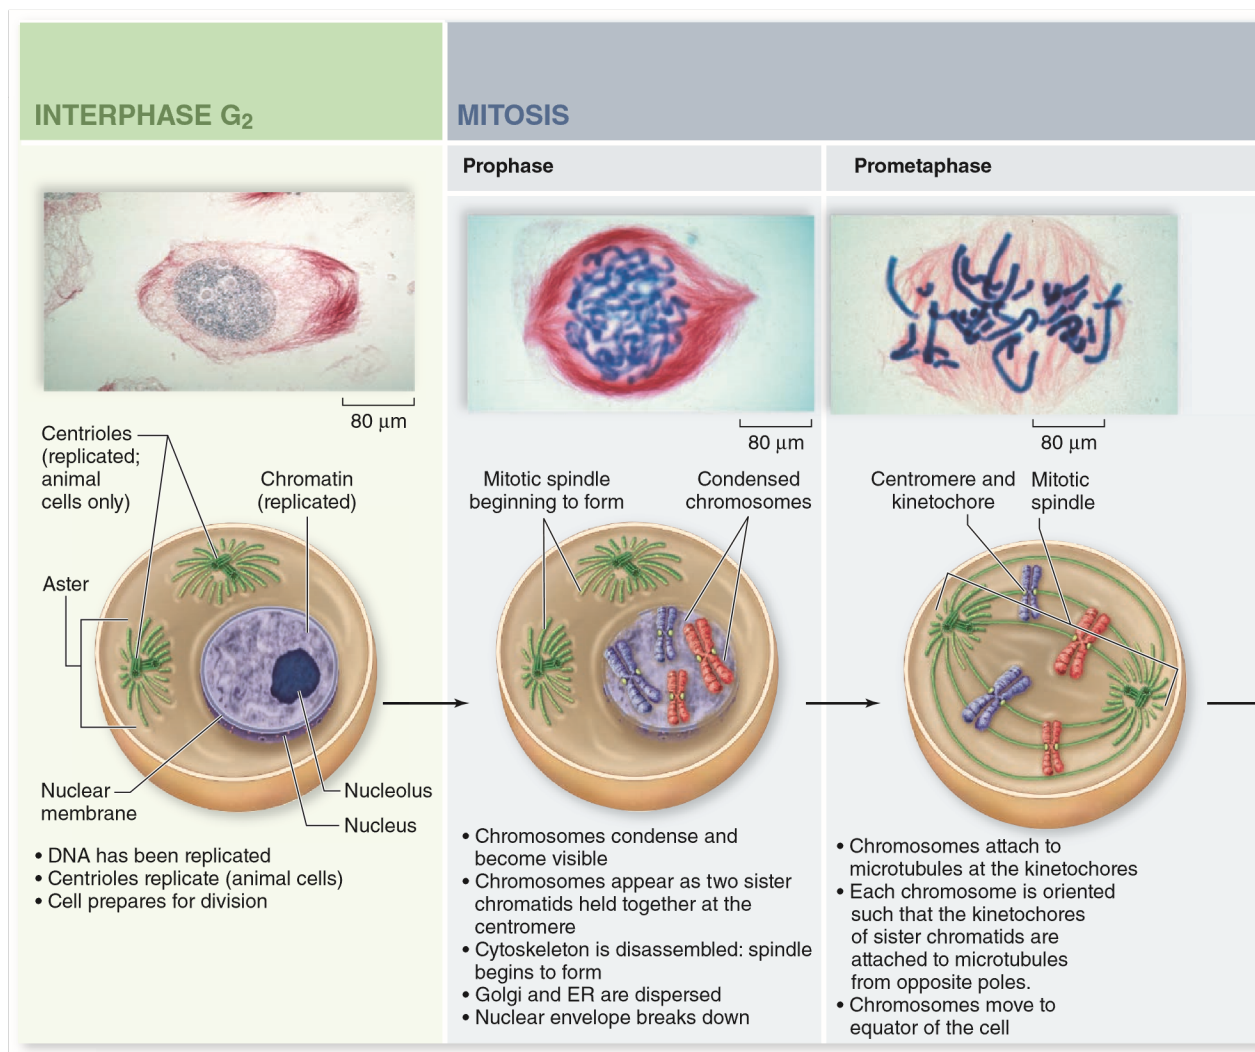 INTERPHASE G2
MITOSIS
Prophase
Prometaphase
80 μm
80 μm
80 μm
Centrioles
(replicated;
animal
cells only)
Chromatin
(replicated)
Aster
Nuclear
membrane
Nucleolus
Nucleus
• DNA has been replicated
• Centrioles replicate (animal cells)
• Cell prepares for division
Mitotic spindle
beginning to form
Condensed
chromosomes
• Chromosomes condense and
become visible
• Chromosomes appear as two sister
chromatids held together at the
centromere
• Cytoskeleton is disassembled: spindle
begins to form
• Golgi and ER are dispersed
• Nuclear envelope breaks down
Centromere and
kinetochore
Mitotic
spindle
• Chromosomes attach to
microtubules at the kinetochores
• Each chromosome is oriented
such that the kinetochores
of sister chromatids are
attached to microtubules
from opposite poles.
• Chromosomes move to
equator of the cell